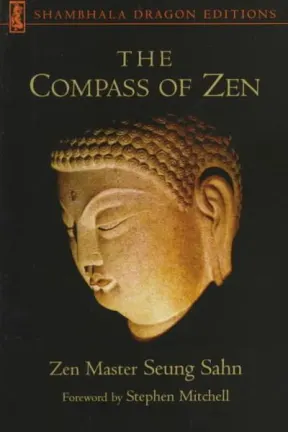 SHAMBHALA DRAGON EDITIONS
THE
COMPASS OF ZEN
Zen Master Seung Sahn
Foreword by Stephen Mitchell